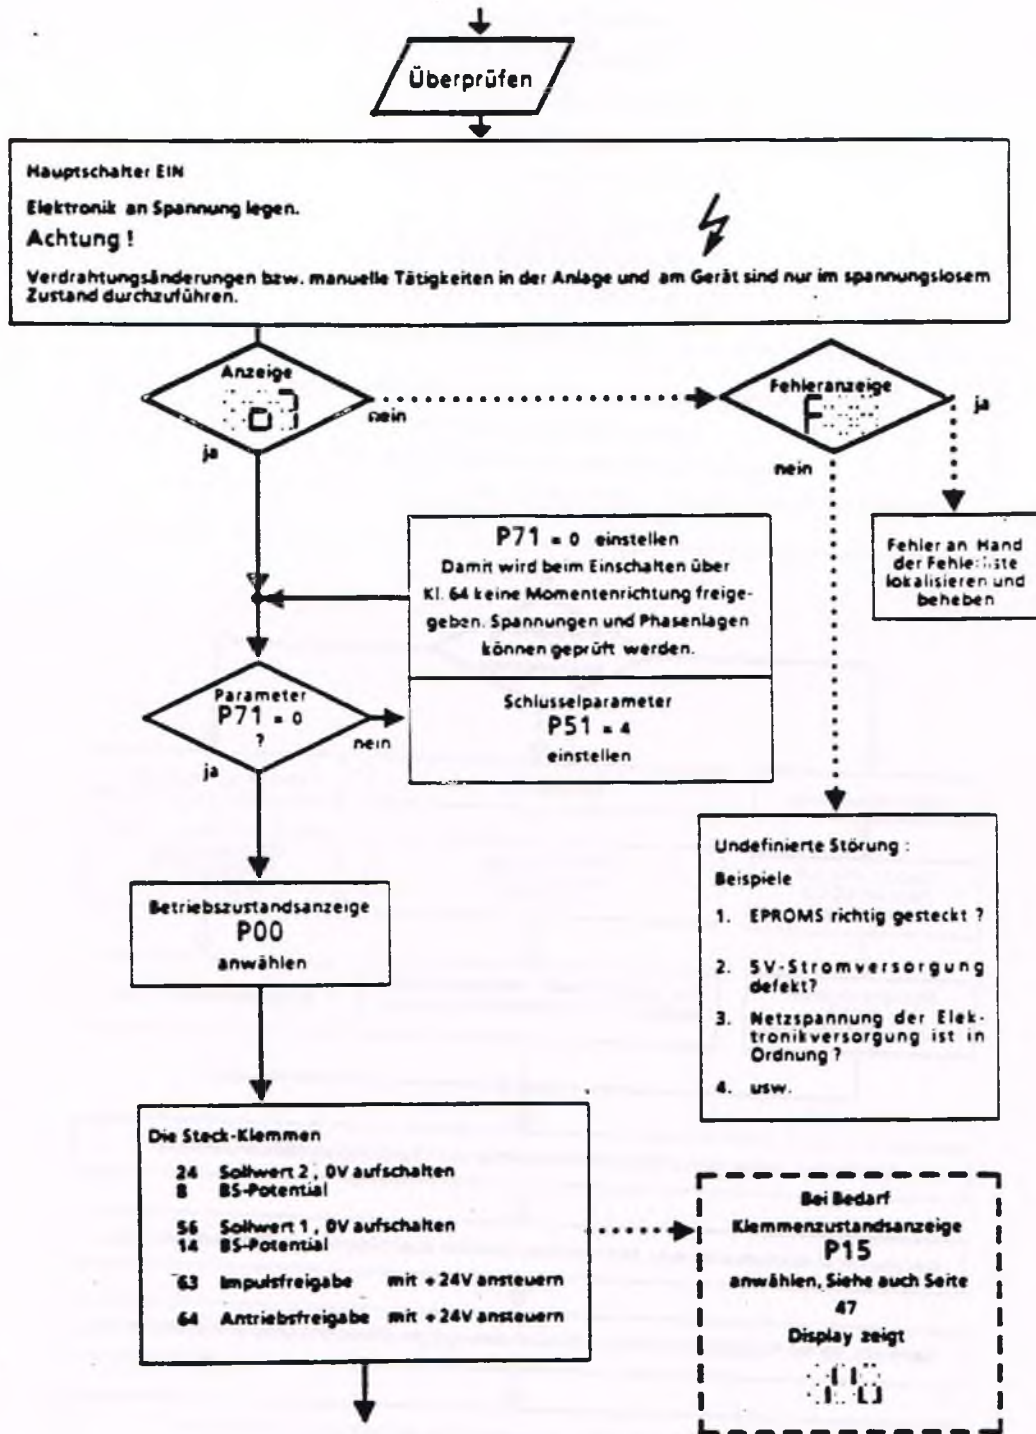 Überprüfen
Hauptschalter EIN
Elektronik an Spannung legen.
Achtung !
Verdrahtungsänderungen bzw. manuelle Tätigkeiten in der Anlage und am Gerät sind nur im spannungslosem
Zustand durchzuführen.
Anzeige
nein
ja
Fehleranzeige
F
ja
nein
Fehler an Hand
der Fehlerliste
lokalisieren und
beheben
P71 = 0 einstellen
Damit wird beim Einschalten über
Kl. 64 keine Momentenrichtung freige-
geben. Spannungen und Phasenlagen
können geprüft werden.
Parameter
P71 = 0
?
nein
ja
Schlusselparameter
P51 = 4
einstellen
Betriebszustandsanzeige
P00
anwählen
Undefinierte Störung :
Beispiele
1. EPROMS richtig gesteckt ?
2. 5V-Stromversorgung
defekt?
3. Netzspannung der Elek-
tronikversorgung ist in
Ordnung ?
4. usw.
Die Steck-Klemmen
24 Sollwert 2 , 0V aufschalten
8 BS-Potential
56 Sollwert 1 , 0V aufschalten
14 BS-Potential
63 Impulsfreigabe mit + 24V ansteuern
64 Antriebsfreigabe mit + 24V ansteuern
Bei Bedarf
Klemmenzustandsanzeige
P15
anwählen, Siehe auch Seite
47
Display zeigt